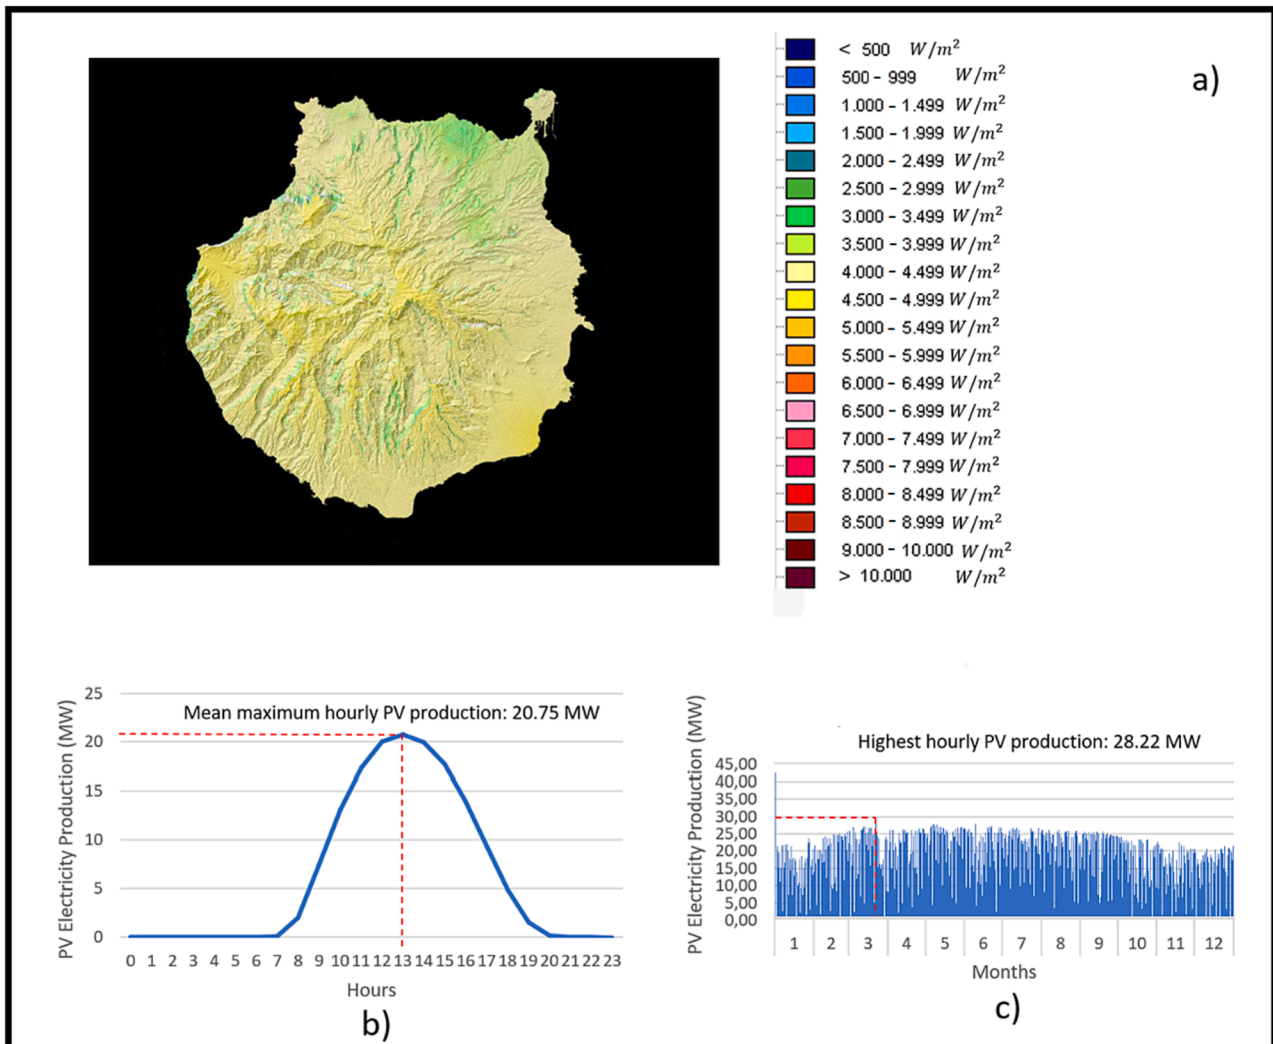 a)
< 500 W/m²
500 - 999 W/m²
1.000 - 1.499 W/m²
1.500 - 1.999 W/m²
2.000 - 2.499 W/m²
2.500 - 2.999 W/m²
3.000 - 3.499 W/m²
3.500 - 3.999 W/m²
4.000 - 4.499 W/m²
4.500 - 4.999 W/m²
5.000 - 5.499 W/m²
5.500 - 5.999 W/m²
6.000 - 6.499 W/m²
6.500 - 6.999 W/m²
7.000 - 7.499 W/m²
7.500 - 7.999 W/m²
8.000 - 8.499 W/m²
8.500 - 8.999 W/m²
9.000 - 10.000 W/m²
> 10.000 W/m²
PV Electricity Production (MW)
Mean maximum hourly PV production: 20.75 MW
25
20
15
10
5
0
0 1 2 3 4 5 6 7 8 9 10 11 12 13 14 15 16 17 18 19 20 21 22 23
Hours
b)
PV Electricity Production (MW)
Highest hourly PV production: 28.22 MW
45,00
40,00
35,00
30,00
25,00
20,00
15,00
10,00
5,00
0,00
1 2 3 4 5 6 7 8 9 10 11 12
Months
c)